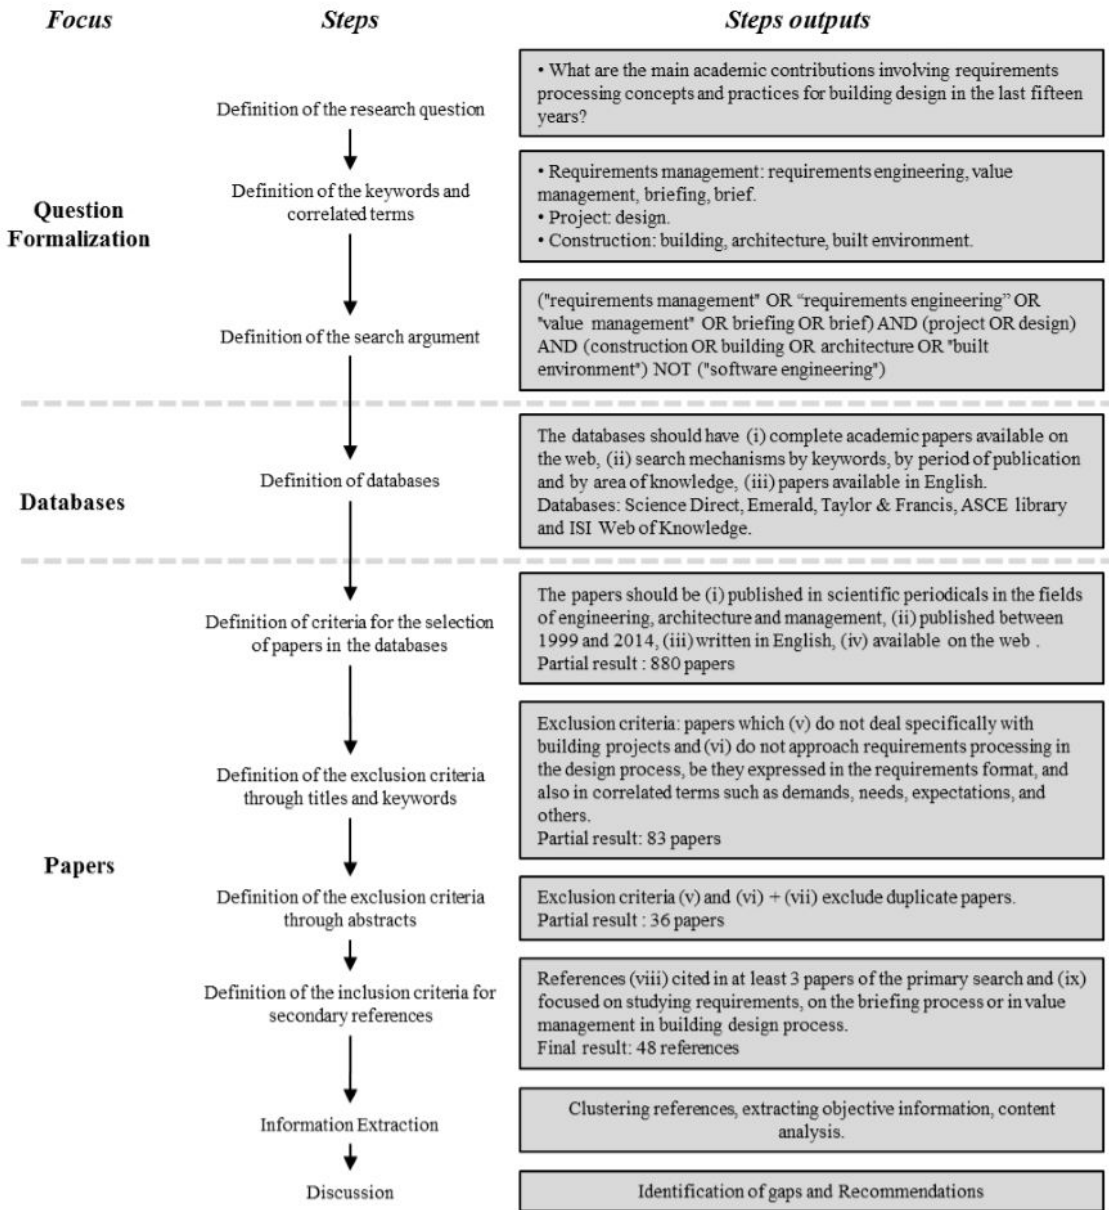 Focus
Steps
Steps outputs
Question
Formalization
Definition of the research question
• What are the main academic contributions involving requirements
processing concepts and practices for building design in the last fifteen
years?
Definition of the keywords and
correlated terms
• Requirements management: requirements engineering, value
management, briefing, brief.
• Project: design.
• Construction: building, architecture, built environment.
Definition of the search argument
("requirements management" OR “requirements engineering” OR
"value management" OR briefing OR brief) AND (project OR design)
AND (construction OR building OR architecture OR "built
environment") NOT ("software engineering")
Databases
Definition of databases
The databases should have (i) complete academic papers available on
the web, (ii) search mechanisms by keywords, by period of publication
and by area of knowledge, (iii) papers available in English.
Databases: Science Direct, Emerald, Taylor & Francis, ASCE library
and ISI Web of Knowledge.
Papers
Definition of criteria for the selection
of papers in the databases
The papers should be (i) published in scientific periodicals in the fields
of engineering, architecture and management, (ii) published between
1999 and 2014, (iii) written in English, (iv) available on the web .
Partial result : 880 papers
Definition of the exclusion criteria
through titles and keywords
Exclusion criteria: papers which (v) do not deal specifically with
building projects and (vi) do not approach requirements processing in
the design process, be they expressed in the requirements format, and
also in correlated terms such as demands, needs, expectations, and
others.
Partial result: 83 papers
Definition of the exclusion criteria
through abstracts
Exclusion criteria (v) and (vi) + (vii) exclude duplicate papers.
Partial result : 36 papers
Definition of the inclusion criteria for
secondary references
References (viii) cited in at least 3 papers of the primary search and (ix)
focused on studying requirements, on the briefing process or in value
management in building design process.
Final result: 48 references
Information Extraction
Clustering references, extracting objective information, content
analysis.
Discussion
Identification of gaps and Recommendations